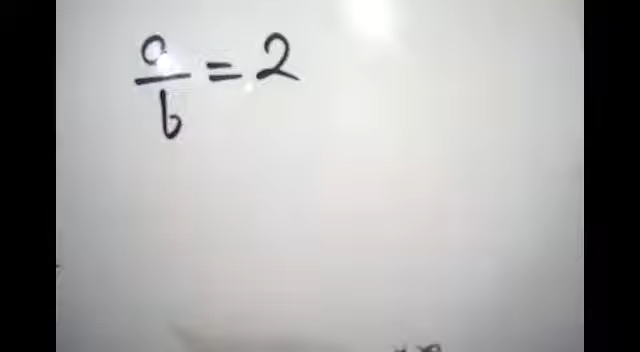 a/b = 2